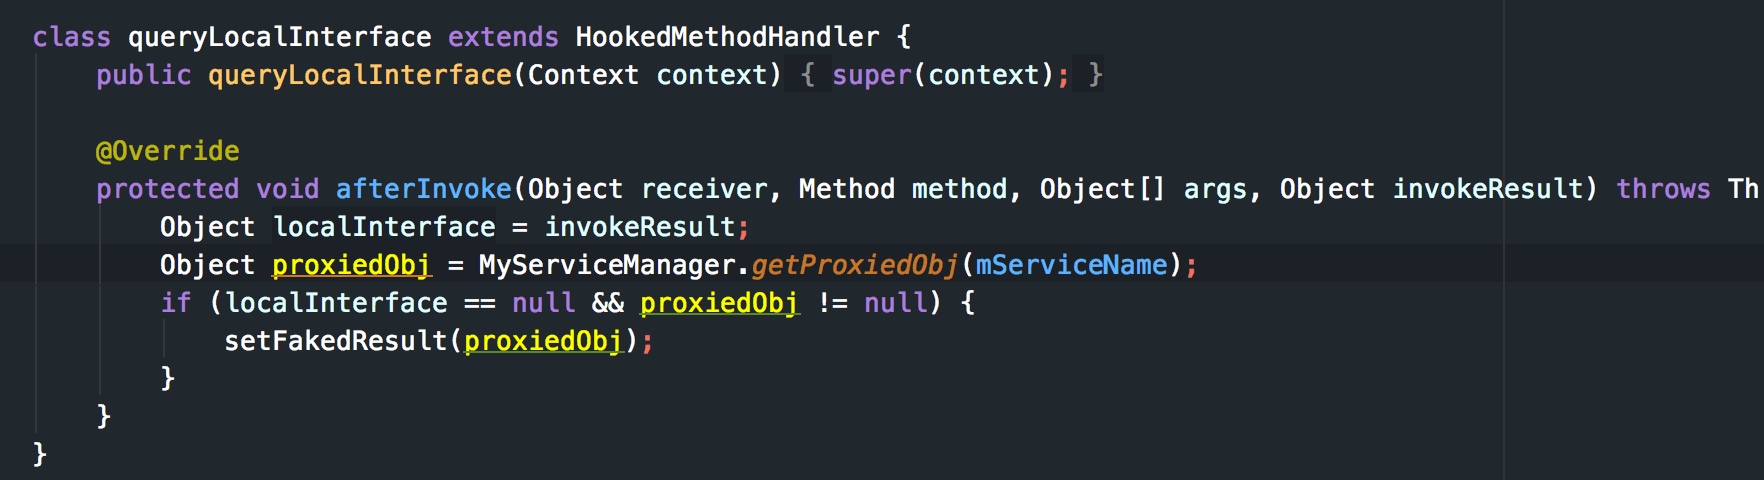 class queryLocalInterface extends HookedMethodHandler {
public queryLocalInterface(Context context) { super(context); }
@Override
protected void afterInvoke(Object receiver, Method method, Object[] args, Object invokeResult) throws Th
Object localInterface = invokeResult;
Object proxiedObj = MyServiceManager.getProxiedObj(mServiceName);
if (localInterface == null && proxiedObj != null) {
setFakedResult(proxiedObj);
}
}
}